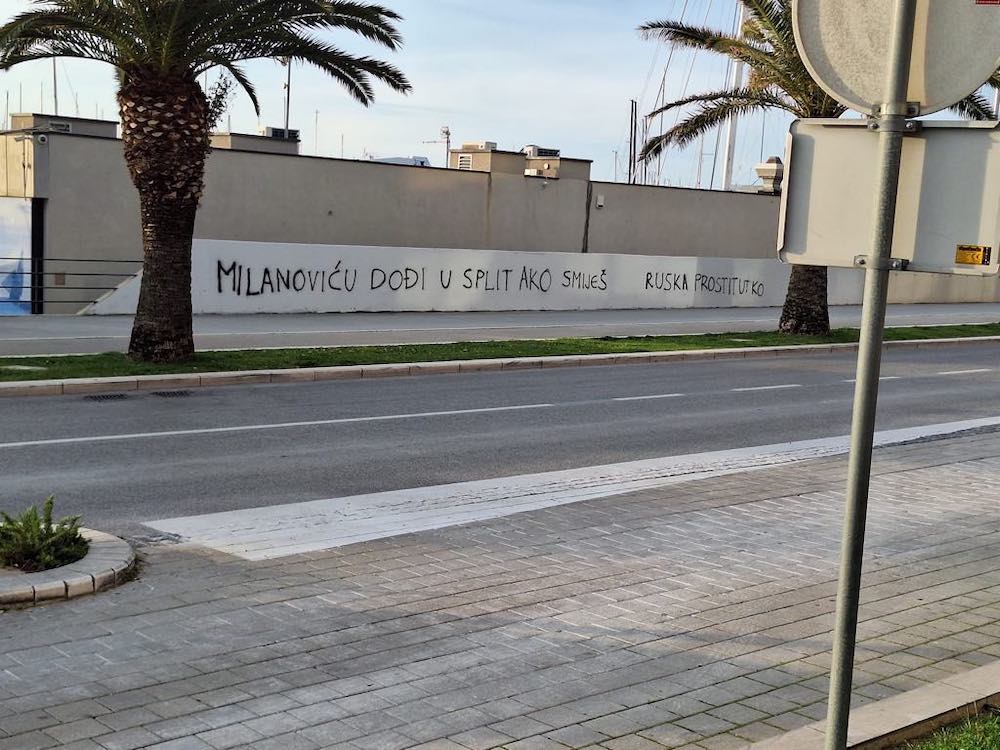 MILANOVIĆU DOĐI U SPLIT AKO SMIJEŠ RUSKA PROSTITUTKO